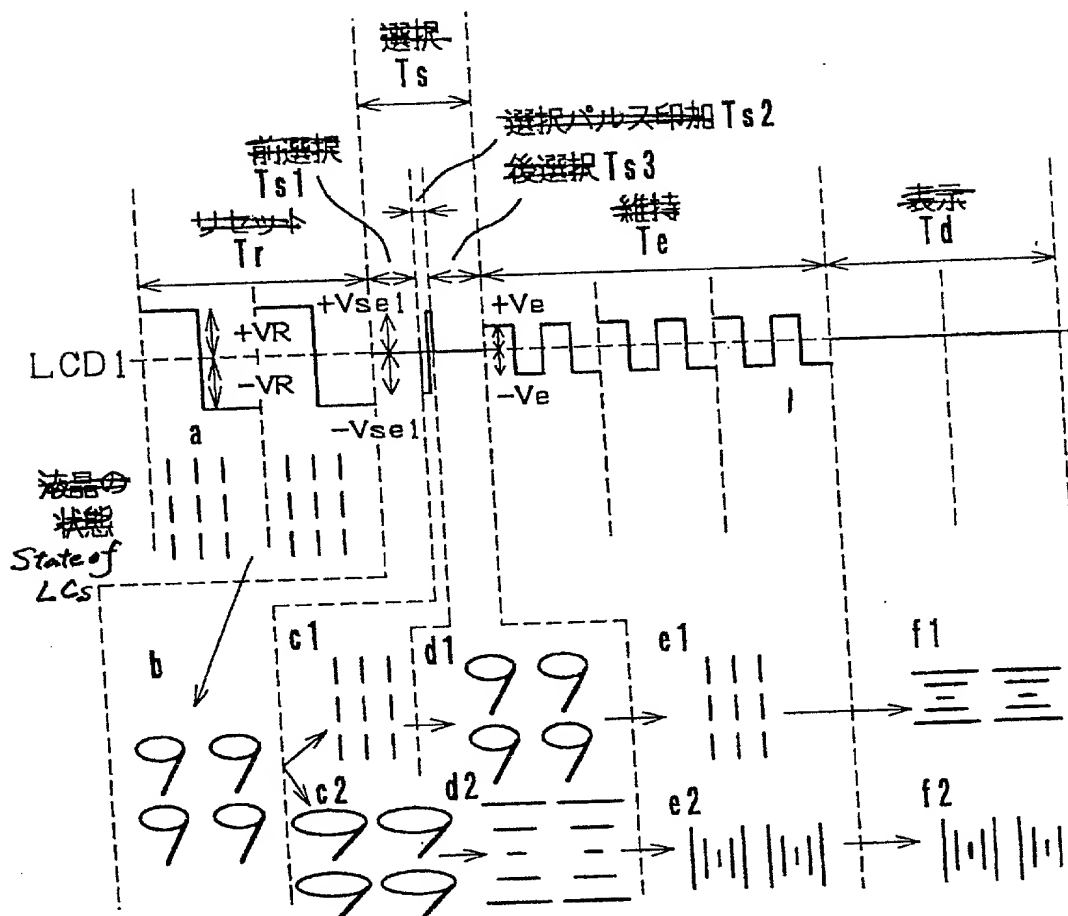 選択
Ts
選択パルス印加 Ts2
前選択
Ts1
後選択 Ts3
リセット
Tr
維持
Te
表示
Td
+Vse1
+Ve
+VR
LCD1
-VR
-Ve
-Vse1
a
液晶の
状態
State of
LCs
b
c1
d1
e1
f1
c2
d2
e2
f2